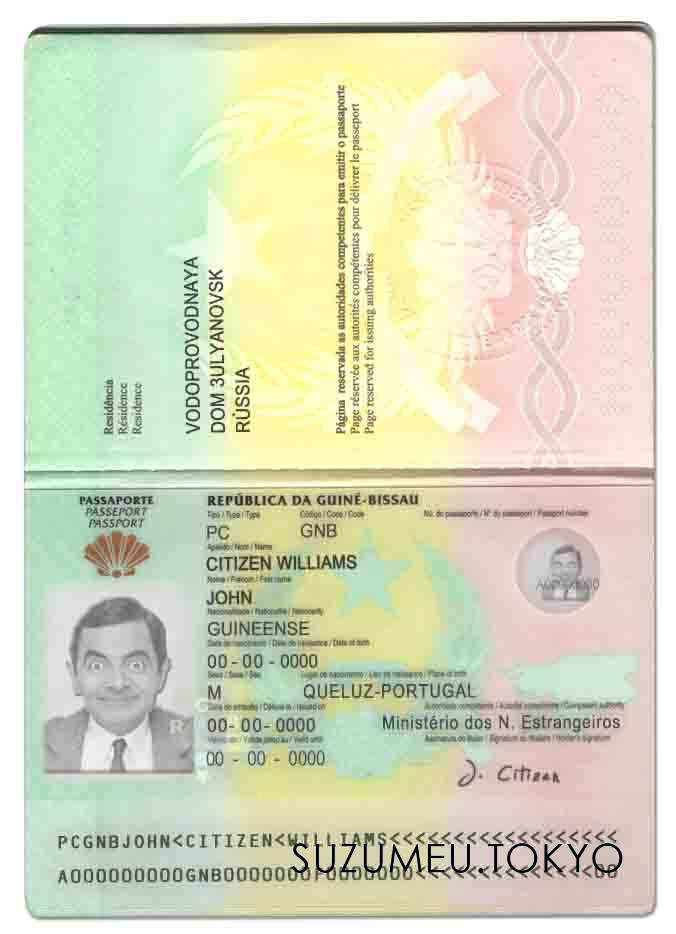 Residência
Résidence
Residence
VODOPROVODNAYA
DOM 3ULYANOVSK
RUSSIA
Página reservada as autoridades competentes para emitir o passaporte
Page réservée aux autorités compétentes pour délivrer le passeport
Page reserved for issuing authorities
PASSAPORTE
PASSEPORT
PASSPORT
REPÚBLICA DA GUINÉ-BISSAU
Tipo / Type / Type
Código / Code / Code
No. do passaporte / Nº du passeport / Passport number
PC
GNB
Apelido / Nom / Name
CITIZEN WILLIAMS
Nome / Prénom / First name
JOHN
Nacionalidade / Nationalité / Nationality
GUINEENSE
Data de nascimento / Date de naissance / Date of birth
00 - 00 - 0000
Sexo / Sexe / Sex
Lugar de nascimento / Lieu de naissance / Place of birth
M
QUELUZ-PORTUGAL
Data de emissão / Délivré le / Issued on
Autoridade competente / Autorité compétente / Competent authority
00- 00 - 0000
Ministério dos N. Estrangeiros
Válido até / Valide jusqu'au / Valid until
Assinatura do titular / Signature du titulaire / Holder's signature
00 - 00 - 0000
J. Citizen
R
PCGNBJOHN<CITIZEN<WILLIAMS<<<<<<<<<<<<<<<<<<
SUZUMEU.TOKYO